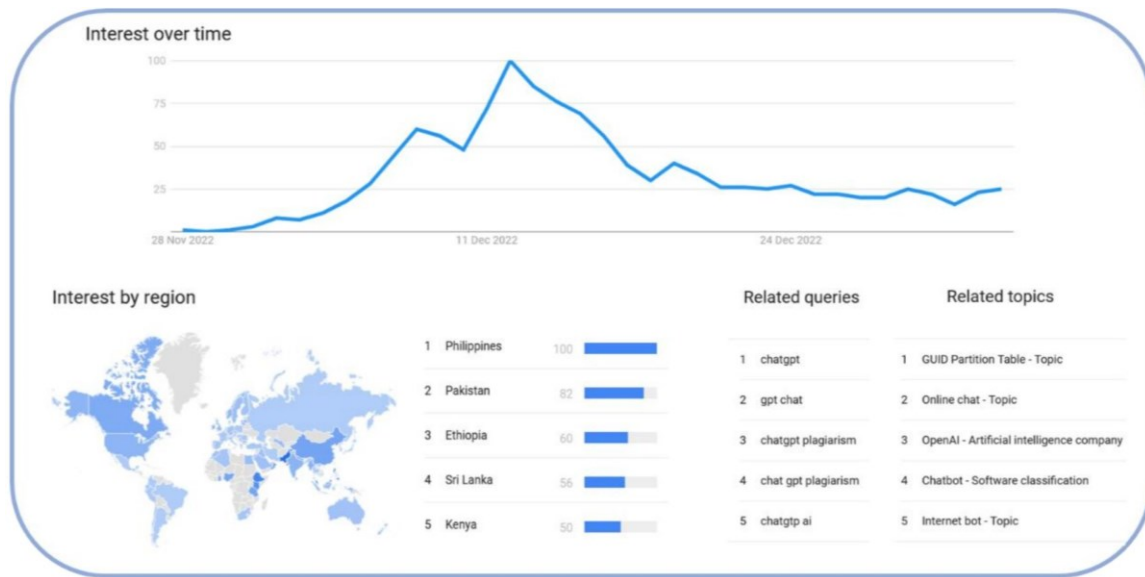 Interest over time
100
75
50
25
28 Nov 2022
11 Dec 2022
24 Dec 2022
Interest by region
1 Philippines 100
2 Pakistan 82
3 Ethiopia 60
4 Sri Lanka 56
5 Kenya 50
Related queries
1 chatgpt
2 gpt chat
3 chatgpt plagiarism
4 chat gpt plagiarism
5 chatgtp ai
Related topics
1 GUID Partition Table - Topic
2 Online chat - Topic
3 OpenAI - Artificial intelligence company
4 Chatbot - Software classification
5 Internet bot - Topic